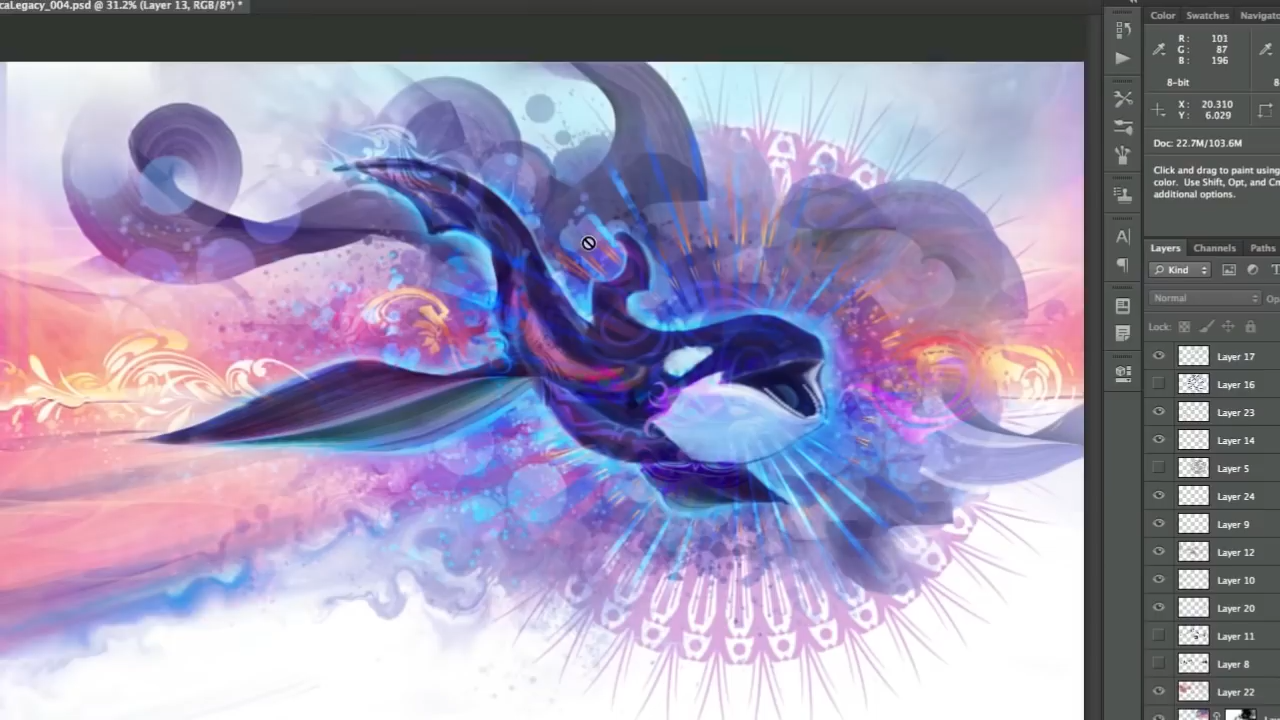 caLegacy_004.psd @ 31.2% (Layer 13, RGB/8*) *
Color Swatches Navigato
R: 101
G: 87
B: 196
8-bit
8
X: 20.310
Y: 6.029
Doc: 22.7M/103.6M
Click and drag to paint using
color. Use Shift, Opt, and Cm
additional options.
Layers Channels Paths
Kind
Normal Op
Lock:
Layer 17
Layer 16
Layer 23
Layer 14
Layer 5
Layer 24
Layer 9
Layer 12
Layer 10
Layer 20
Layer 11
Layer 8
Layer 22